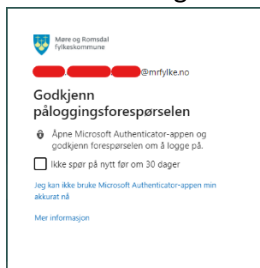 Møre og Romsdal
fylkeskommune
@mrfylke.no
Godkjenn
påloggingsforespørselen
Åpne Microsoft Authenticator-appen og
godkjenn forespørselen om å logge på.
Ikke spør på nytt før om 30 dager
Jeg kan ikke bruke Microsoft Authenticator-appen min
akkurat nå
Mer informasjon